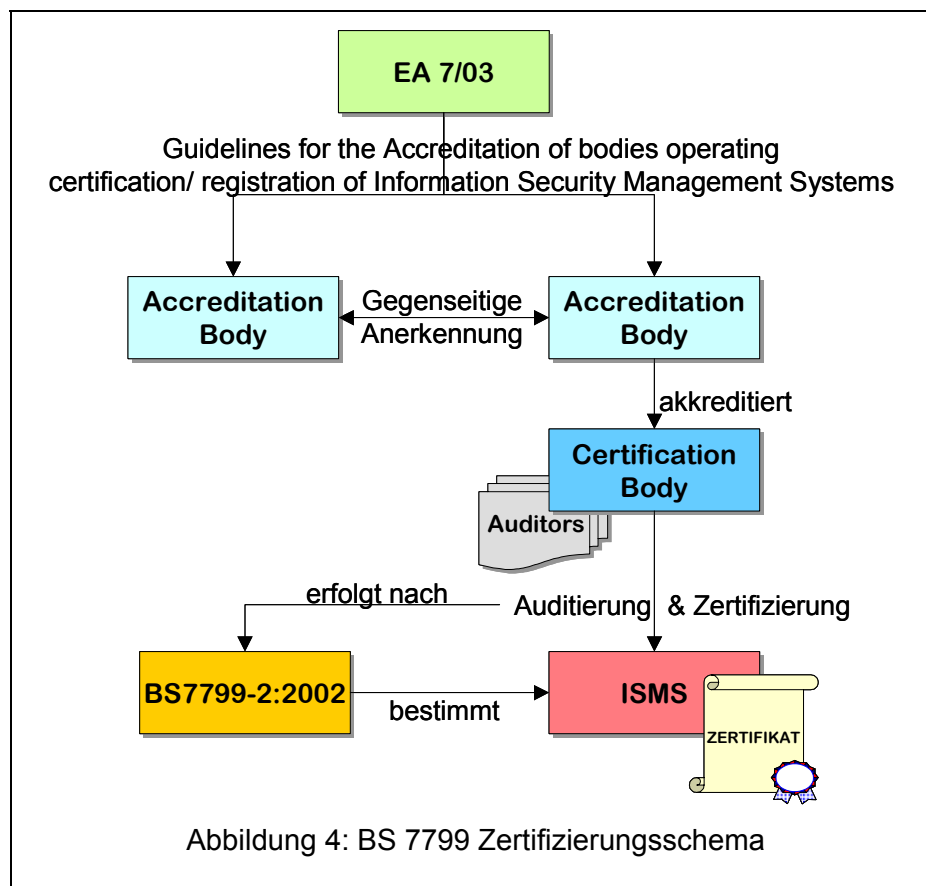 EA 7/03
Guidelines for the Accreditation of bodies operating
certification/ registration of Information Security Management Systems
Accreditation
Body
Gegenseitige
Anerkennung
Accreditation
Body
akkreditiert
Certification
Body
Auditors
erfolgt nach
Auditierung & Zertifizierung
BS7799-2:2002
bestimmt
ISMS
ZERTIFIKAT
Abbildung 4: BS 7799 Zertifizierungsschema